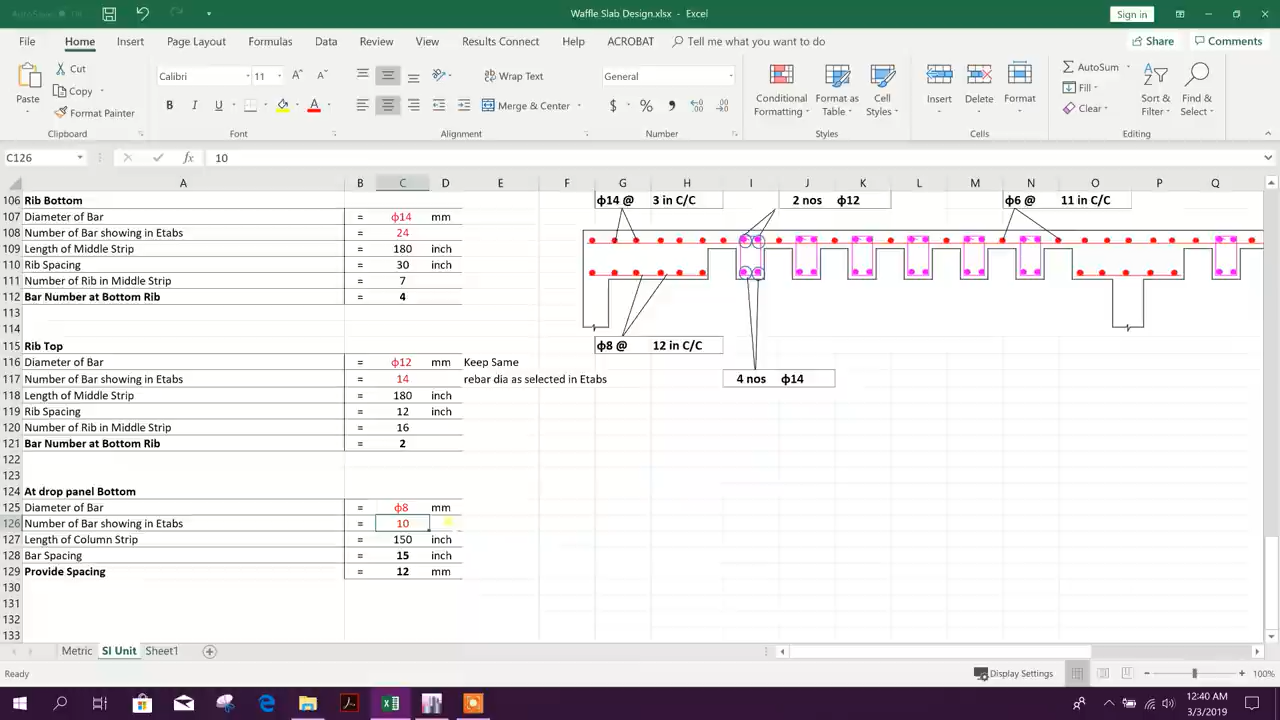 AutoSave
Waffle Slab Design.xlsx - Excel
Sign in
File Home Insert Page Layout Formulas Data Review View Results Connect Help ACROBAT Tell me what you want to do
Share Comments
Paste Cut Copy Format Painter
Clipboard
Calibri 11
B I U A
Font
Wrap Text
Merge & Center
Alignment
General
$ % ,
Number
Conditional Formatting
Format as Table
Cell Styles
Styles
Insert Delete Format
Cells
AutoSum
Fill
Clear
Sort & Filter
Find & Select
Editing
C126 fx 10
A B C D E F G H I J K L M N O P Q
106 Rib Bottom
107 Diameter of Bar = ф14 mm
108 Number of Bar showing in Etabs = 24
109 Length of Middle Strip = 180 inch
110 Rib Spacing = 30 inch
111 Number of Rib in Middle Strip = 7
112 Bar Number at Bottom Rib = 4
113
114
115 Rib Top
116 Diameter of Bar = ф12 mm Keep Same
117 Number of Bar showing in Etabs = 14 rebar dia as selected in Etabs
118 Length of Middle Strip = 180 inch
119 Rib Spacing = 12 inch
120 Number of Rib in Middle Strip = 16
121 Bar Number at Bottom Rib = 2
122
123
124 At drop panel Bottom
125 Diameter of Bar = ф8 mm
126 Number of Bar showing in Etabs = 10
127 Length of Column Strip = 150 inch
128 Bar Spacing = 15 inch
129 Provide Spacing = 12 mm
130
131
132
133
ф14 @ 3 in C/C
2 nos ф12
ф6 @ 11 in C/C
ф8 @ 12 in C/C
4 nos ф14
Metric SI Unit Sheet1
Ready
Display Settings
100%
12:40 AM
3/3/2019